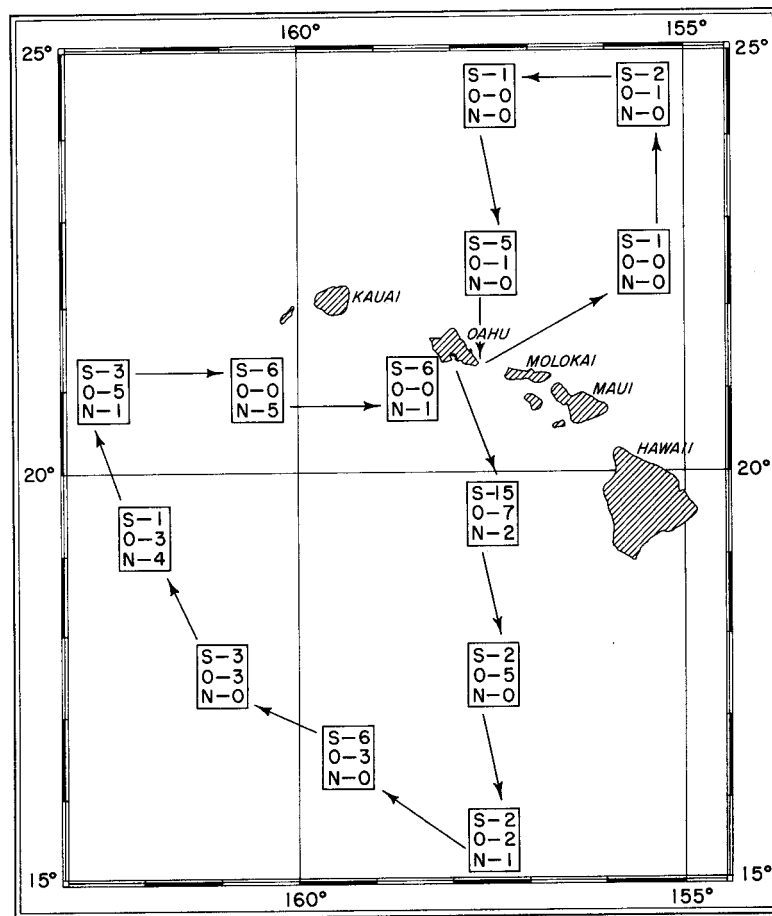 160°
155°
25°
25°
S-1
O-0
N-0
S-2
O-1
N-0
S-5
O-1
N-0
S-1
O-0
N-0
KAUAI
OAHU
MOLOKAI
MAUI
HAWAII
S-3
O-5
N-1
S-6
O-0
N-5
S-6
O-0
N-1
20°
20°
S-15
O-7
N-2
S-1
O-3
N-4
S-3
O-3
N-0
S-2
O-5
N-0
S-6
O-3
N-0
S-2
O-2
N-1
15°
15°
160°
155°